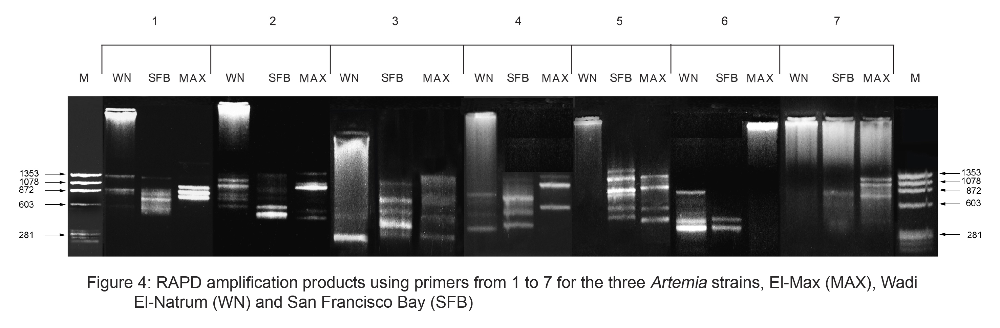 1 2 3 4 5 6 7
M WN SFB MAX WN SFB MAX WN SFB MAX WN SFB MAX WN SFB MAX WN SFB MAX WN SFB MAX M
1353 1353
1078 1078
872 872
603 603
281 281
Figure 4: RAPD amplification products using primers from 1 to 7 for the three Artemia strains, El-Max (MAX), Wadi
El-Natrum (WN) and San Francisco Bay (SFB)